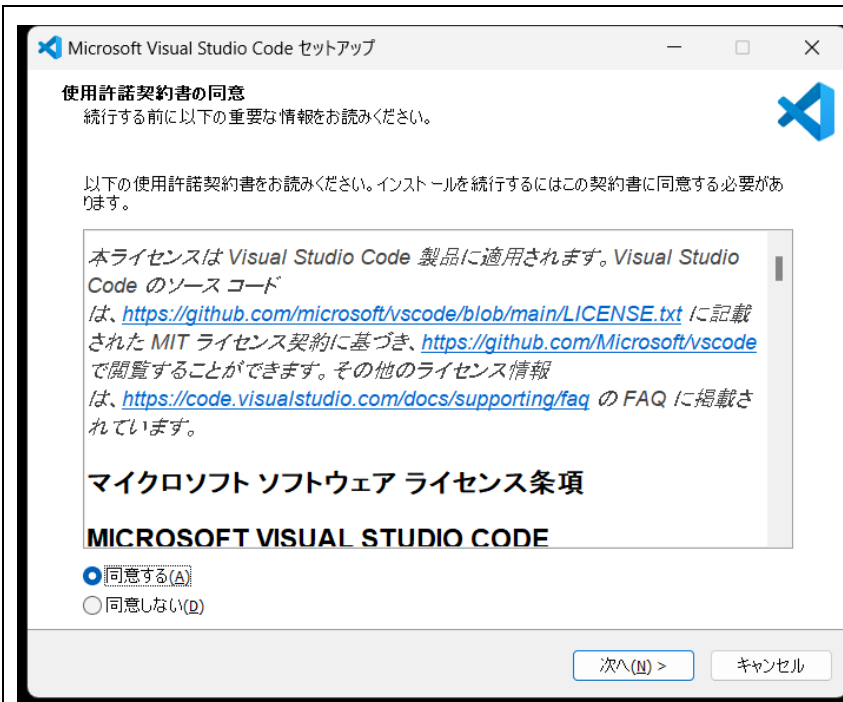 Microsoft Visual Studio Code セットアップ
使用許諾契約書の同意
続行する前に以下の重要な情報をお読みください。
以下の使用許諾契約書をお読みください。インストールを続行するにはこの契約書に同意する必要があ
ります。
本ライセンスは Visual Studio Code 製品に適用されます。Visual Studio
Code のソース コード
は、https://github.com/microsoft/vscode/blob/main/LICENSE.txt に記載
された MIT ライセンス契約に基づき、https://github.com/Microsoft/vscode
で閲覧することができます。その他のライセンス情報
は、https://code.visualstudio.com/docs/supporting/faq の FAQ に掲載さ
れています。
マイクロソフト ソフトウェア ライセンス条項
MICROSOFT VISUAL STUDIO CODE
同意する(A)
同意しない(D)
次へ(N) >
キャンセル